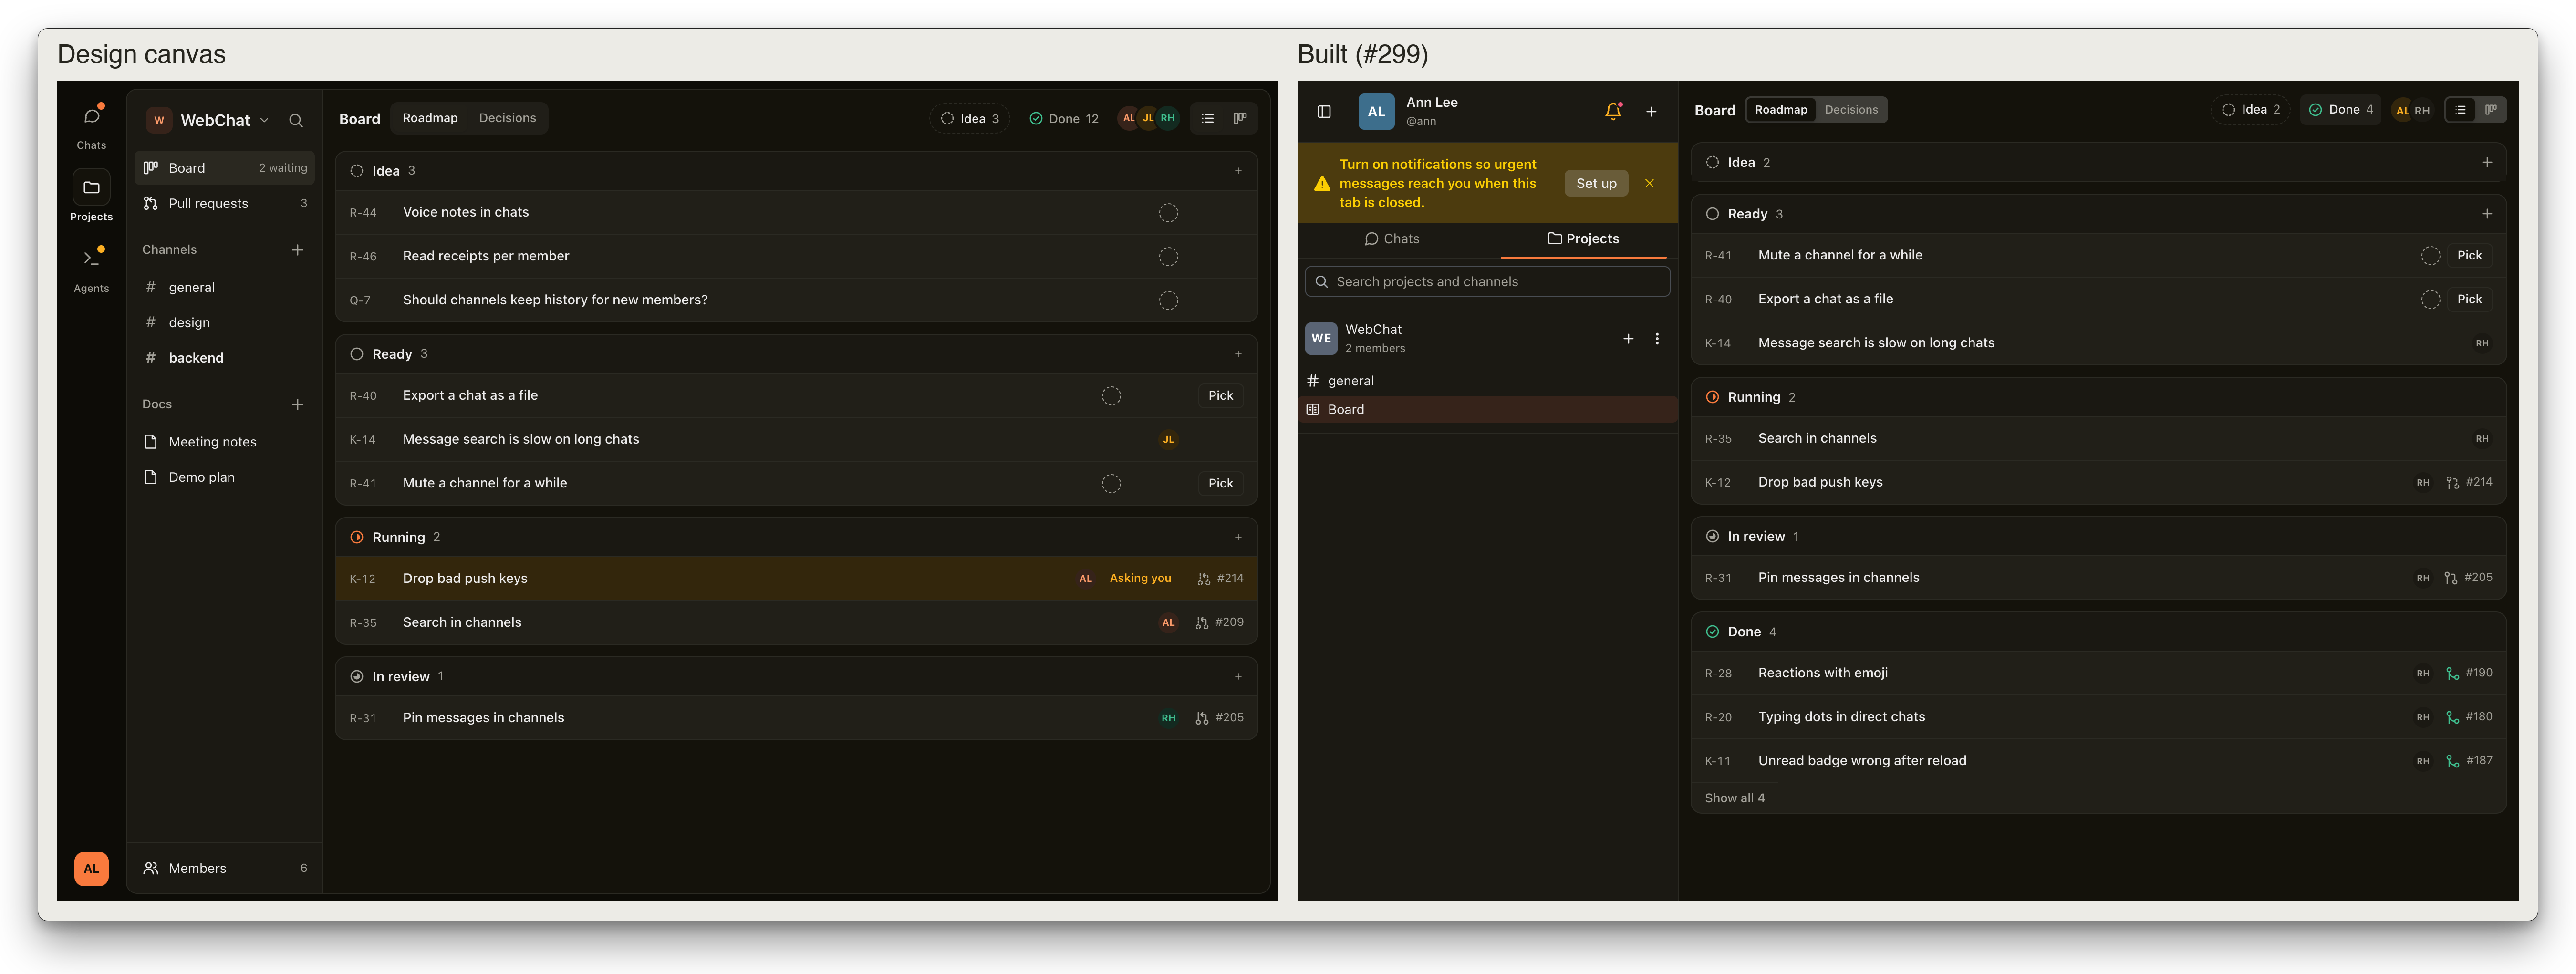 Design canvas
Chats
Projects
Agents
AL
W WebChat
Board 2 waiting
Pull requests 3
Channels
# general
# design
# backend
Docs
Meeting notes
Demo plan
Members 6
Board Roadmap Decisions Idea 3 Done 12 AL JL RH
Idea 3
R-44 Voice notes in chats
R-46 Read receipts per member
Q-7 Should channels keep history for new members?
Ready 3
R-40 Export a chat as a file Pick
K-14 Message search is slow on long chats JL
R-41 Mute a channel for a while Pick
Running 2
K-12 Drop bad push keys AL Asking you #214
R-35 Search in channels AL #209
In review 1
R-31 Pin messages in channels RH #205
Built (#299)
AL Ann Lee
@ann
Turn on notifications so urgent
messages reach you when this
tab is closed.
Set up
Chats Projects
Search projects and channels
WE WebChat
2 members
# general
Board
Board Roadmap Decisions Idea 2 Done 4 AL RH
Idea 2
Ready 3
R-41 Mute a channel for a while Pick
R-40 Export a chat as a file Pick
K-14 Message search is slow on long chats RH
Running 2
R-35 Search in channels RH
K-12 Drop bad push keys RH #214
In review 1
R-31 Pin messages in channels RH #205
Done 4
R-28 Reactions with emoji RH #190
R-20 Typing dots in direct chats RH #180
K-11 Unread badge wrong after reload RH #187
Show all 4